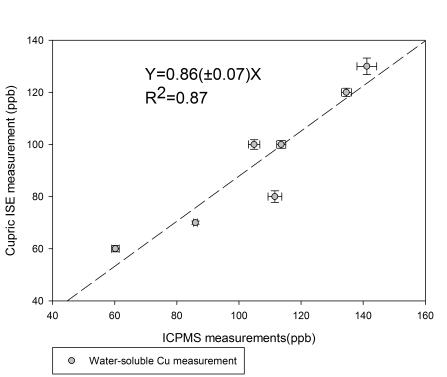 140
120
100
80
60
40
Cupric ISE measurement (ppb)
Y=0.86(±0.07)X
R²=0.87
40 60 80 100 120 140 160
ICPMS measurements(ppb)
Water-soluble Cu measurement